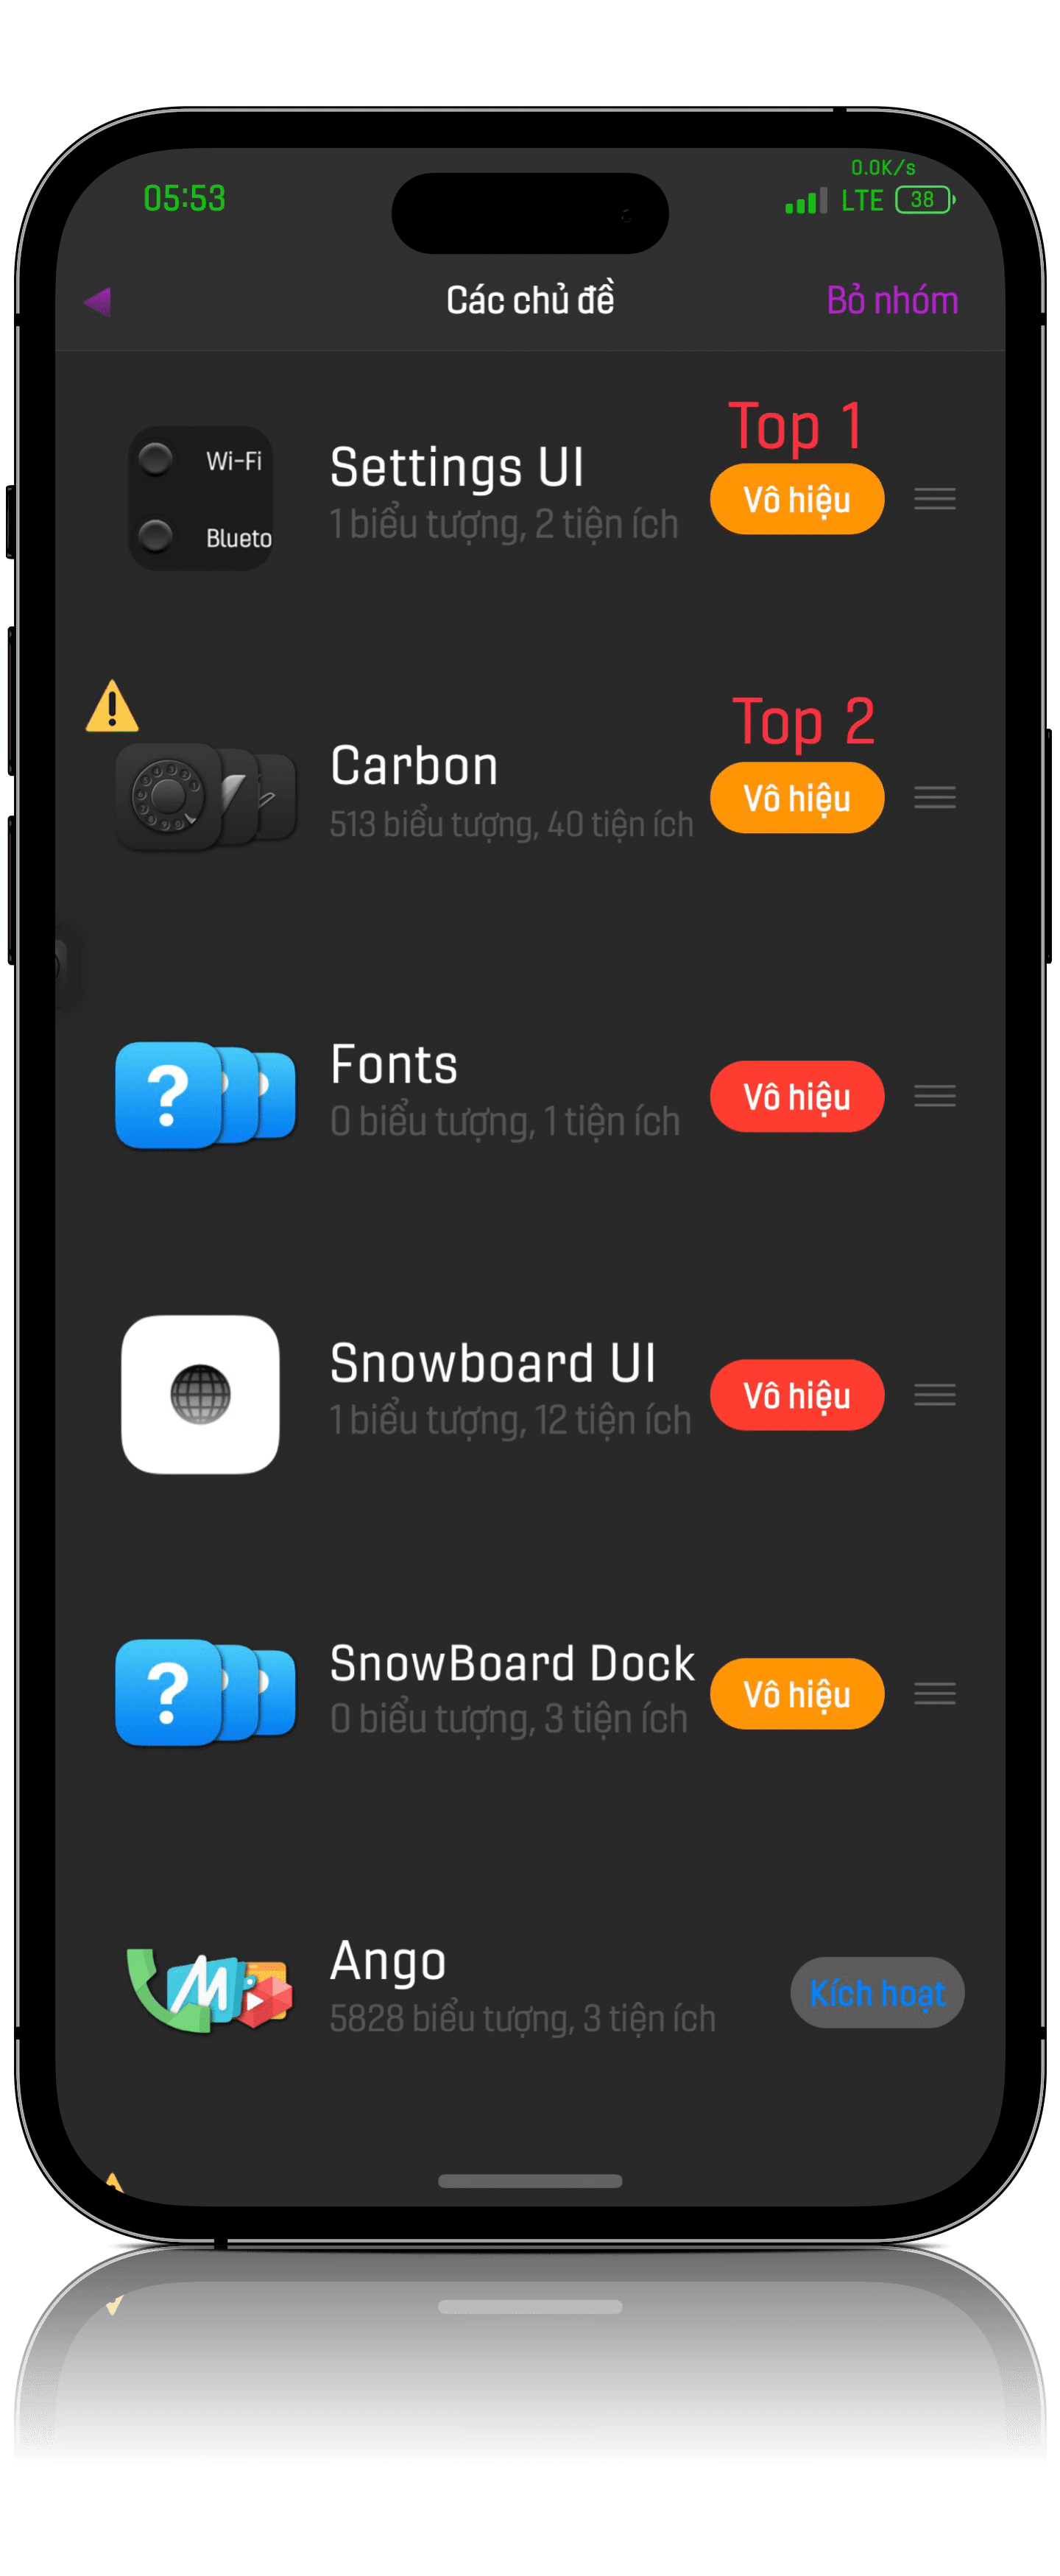 0.0K/s
05:53
LTE 38
Các chủ đề
Bỏ nhóm
Top 1
Wi-Fi
Blueto
Settings UI
1 biểu tượng, 2 tiện ích
Vô hiệu
Top 2
Carbon
513 biểu tượng, 40 tiện ích
Vô hiệu
?
Fonts
0 biểu tượng, 1 tiện ích
Vô hiệu
Snowboard UI
1 biểu tượng, 12 tiện ích
Vô hiệu
?
SnowBoard Dock
0 biểu tượng, 3 tiện ích
Vô hiệu
M
Ango
5828 biểu tượng, 3 tiện ích
Kích hoạt